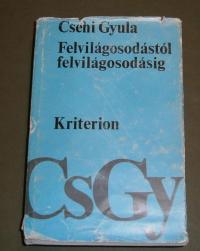 Csehi Gyula
Felvilágosodástól
felvilágosodásig
Kriterion
CsGy